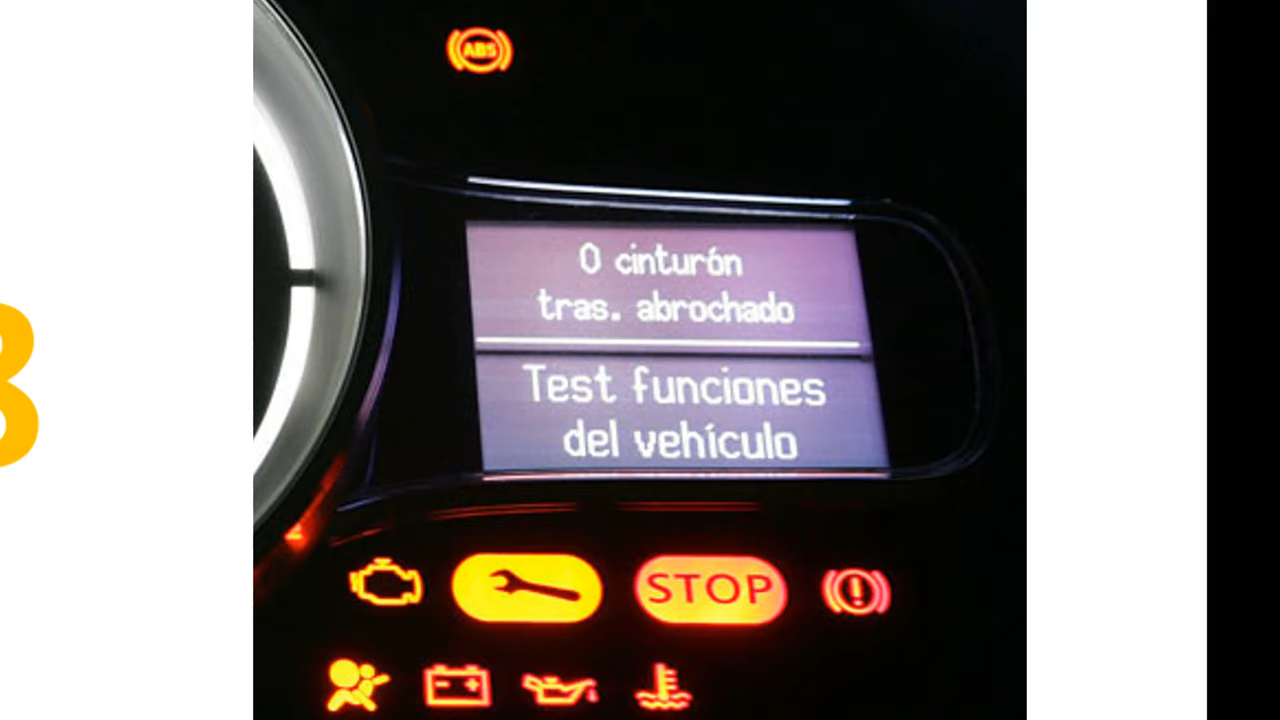 ABS
0 cinturón
tras. abrochado
Test funciones
del vehículo
STOP